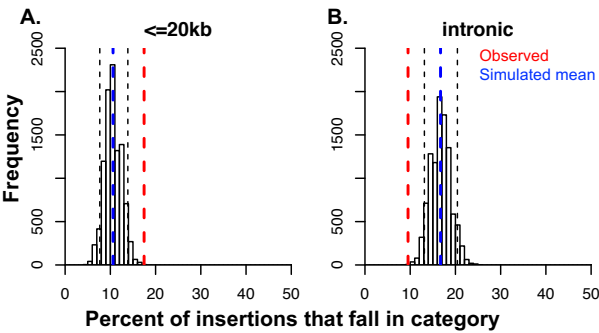 A.
<=20kb
B.
intronic
Observed
Simulated mean
Frequency
2500
1500
500
0
0 10 20 30 40 50
2500
1500
500
0
0 10 20 30 40 50
Percent of insertions that fall in category